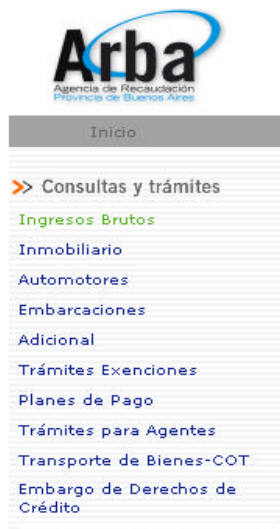 Arba
Agencia de Recaudación
Provincia de Buenos Aires
Inicio
>> Consultas y trámites
Ingresos Brutos
Inmobiliario
Automotores
Embarcaciones
Adicional
Trámites Exenciones
Planes de Pago
Trámites para Agentes
Transporte de Bienes-COT
Embargo de Derechos de
Crédito